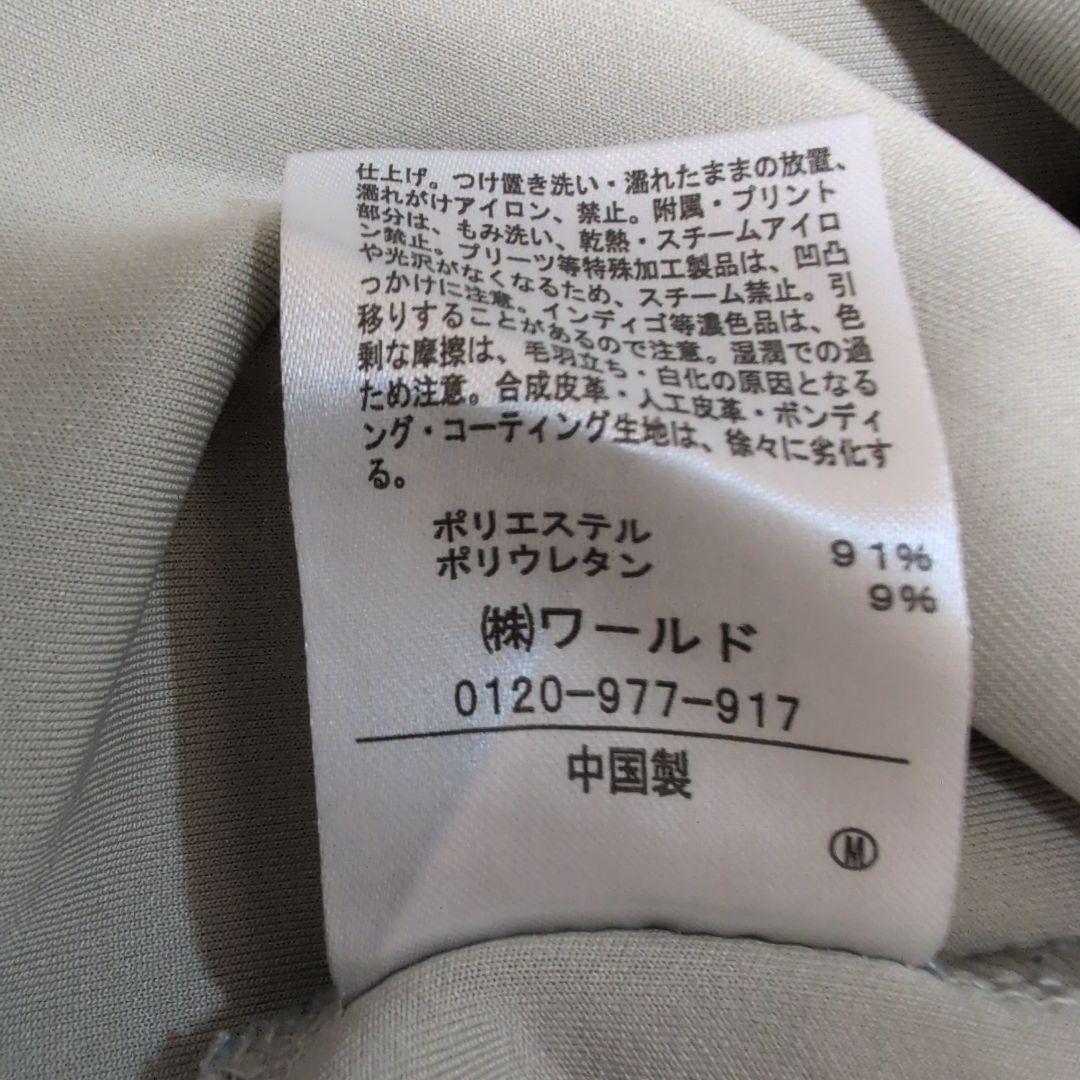 仕上げ。つけ置き洗い・濡れたままの放置、
濡れがけアイロン、禁止。附属・プリント
部分は、もみ洗い、乾熱・スチームアイロ
ン禁止。プリーツ等特殊加工製品は、凹凸
や光沢がなくなるため、スチーム禁止。引
っかけに注意。インディゴ等濃色品は、色
移りすることがあるので注意。湿潤での過
剰な摩擦は、毛羽立ち・白化の原因となる
ため注意。合成皮革・人工皮革・ボンディ
ング・コーティング生地は、徐々に劣化す
る。
ポリエステル 91%
ポリウレタン 9%
㈱ワールド
0120-977-917
中国製
Ⓜ